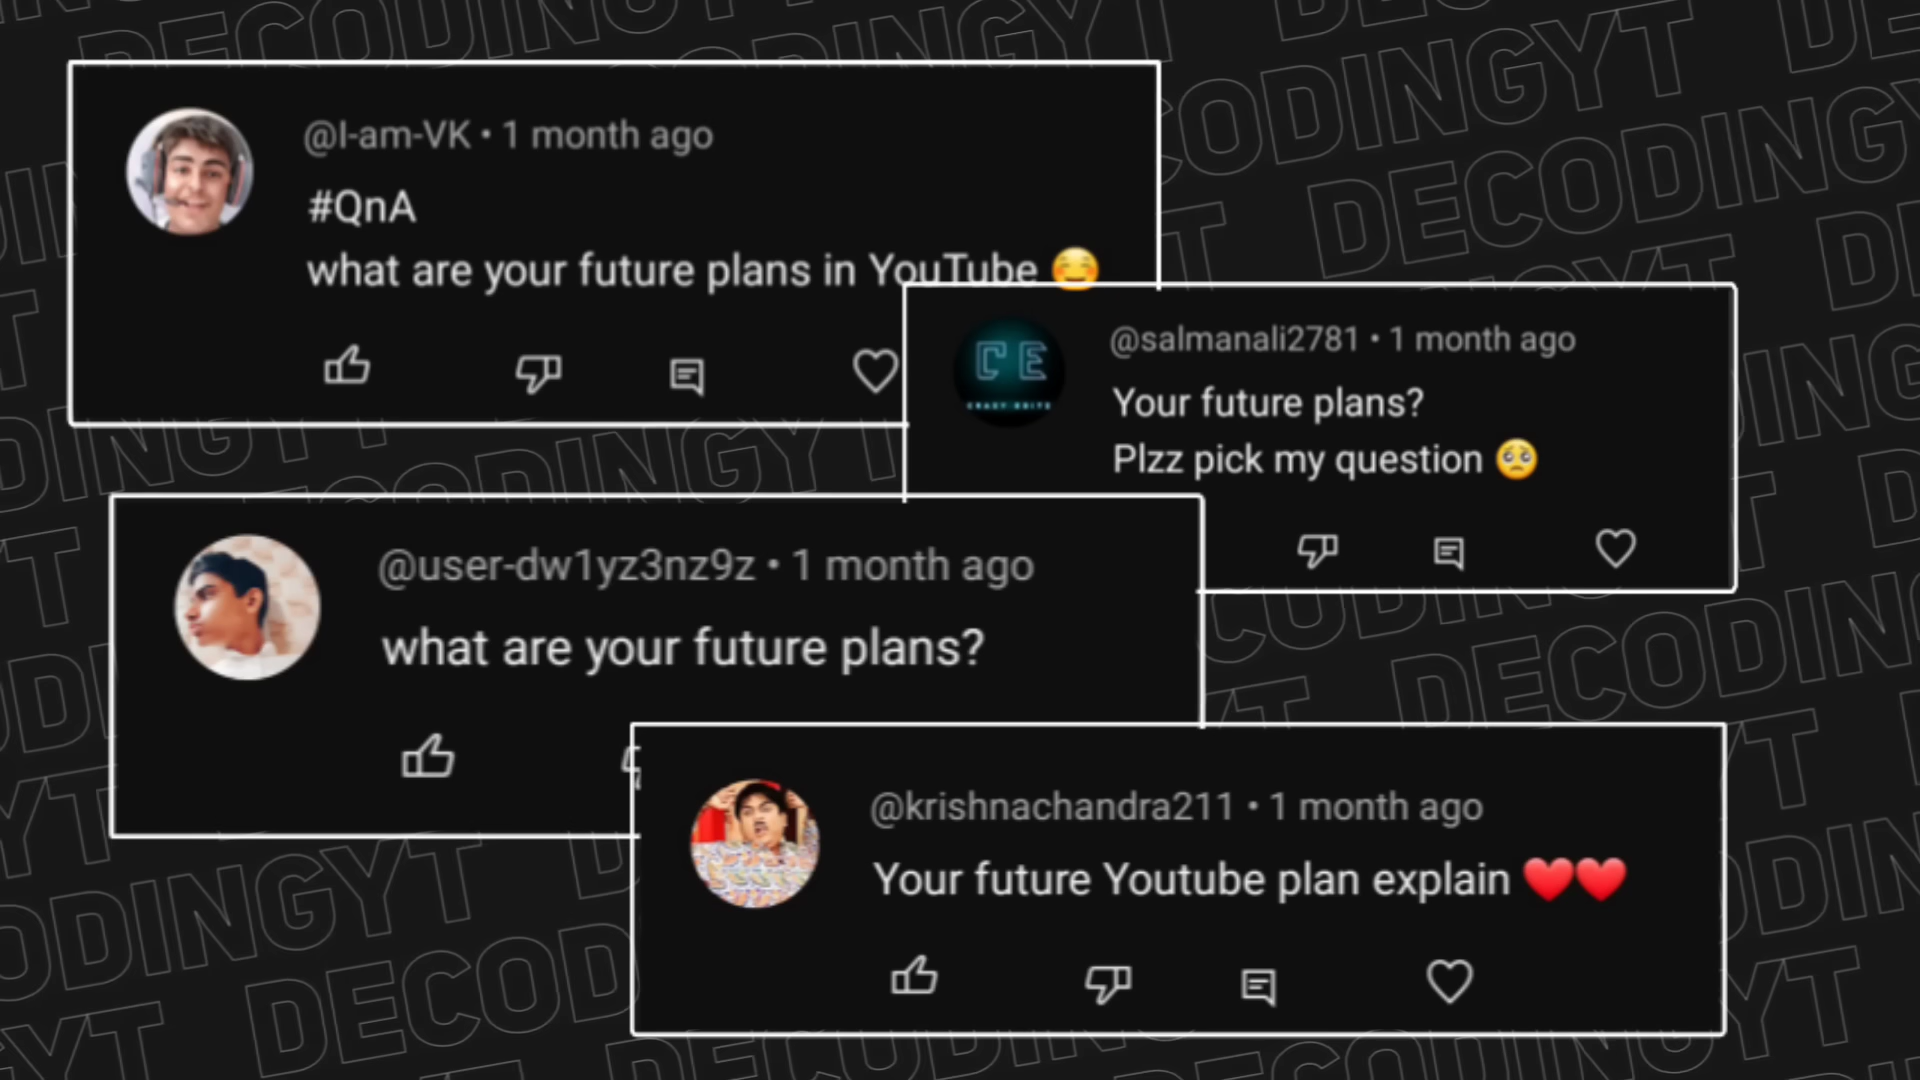 @I-am-VK • 1 month ago
#QnA
what are your future plans in YouTube 😊
@salmanali2781 • 1 month ago
CE
Your future plans?
Plzz pick my question 🥺
@user-dw1yz3nz9z • 1 month ago
what are your future plans?
@krishnachandra211 • 1 month ago
Your future Youtube plan explain ❤️❤️
DECODINGYT